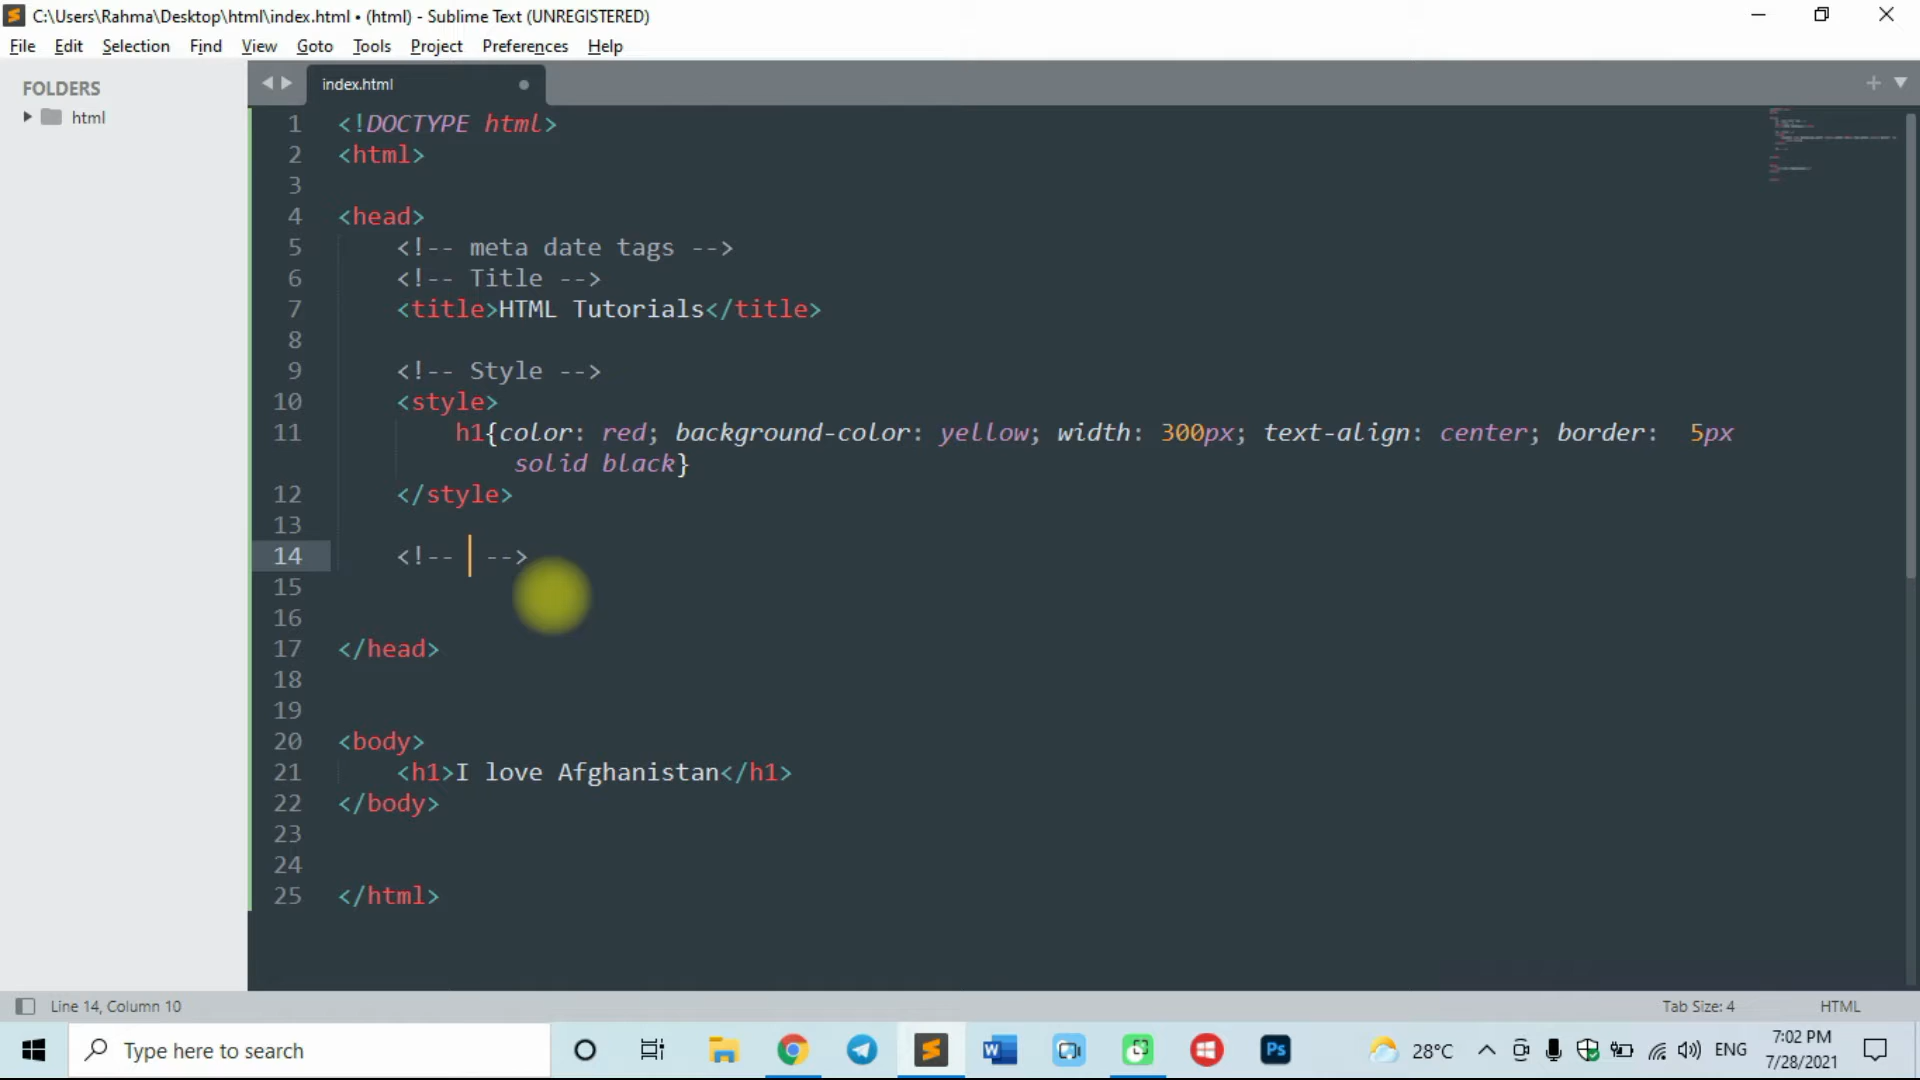 C:\Users\Rahma\Desktop\html\index.html • (html) - Sublime Text (UNREGISTERED)
File Edit Selection Find View Goto Tools Project Preferences Help
FOLDERS
html
index.html
1 <!DOCTYPE html>
2 <html>
3
4 <head>
5 <!-- meta date tags -->
6 <!-- Title -->
7 <title>HTML Tutorials</title>
8
9 <!-- Style -->
10 <style>
11 h1{color: red; background-color: yellow; width: 300px; text-align: center; border: 5px
solid black}
12 </style>
13
14 <!-- -->
15
16
17 </head>
18
19
20 <body>
21 <h1>I love Afghanistan</h1>
22 </body>
23
24
25 </html>
Line 14, Column 10
Tab Size: 4
HTML
Type here to search
Ps
28°C
ENG
7:02 PM
7/28/2021